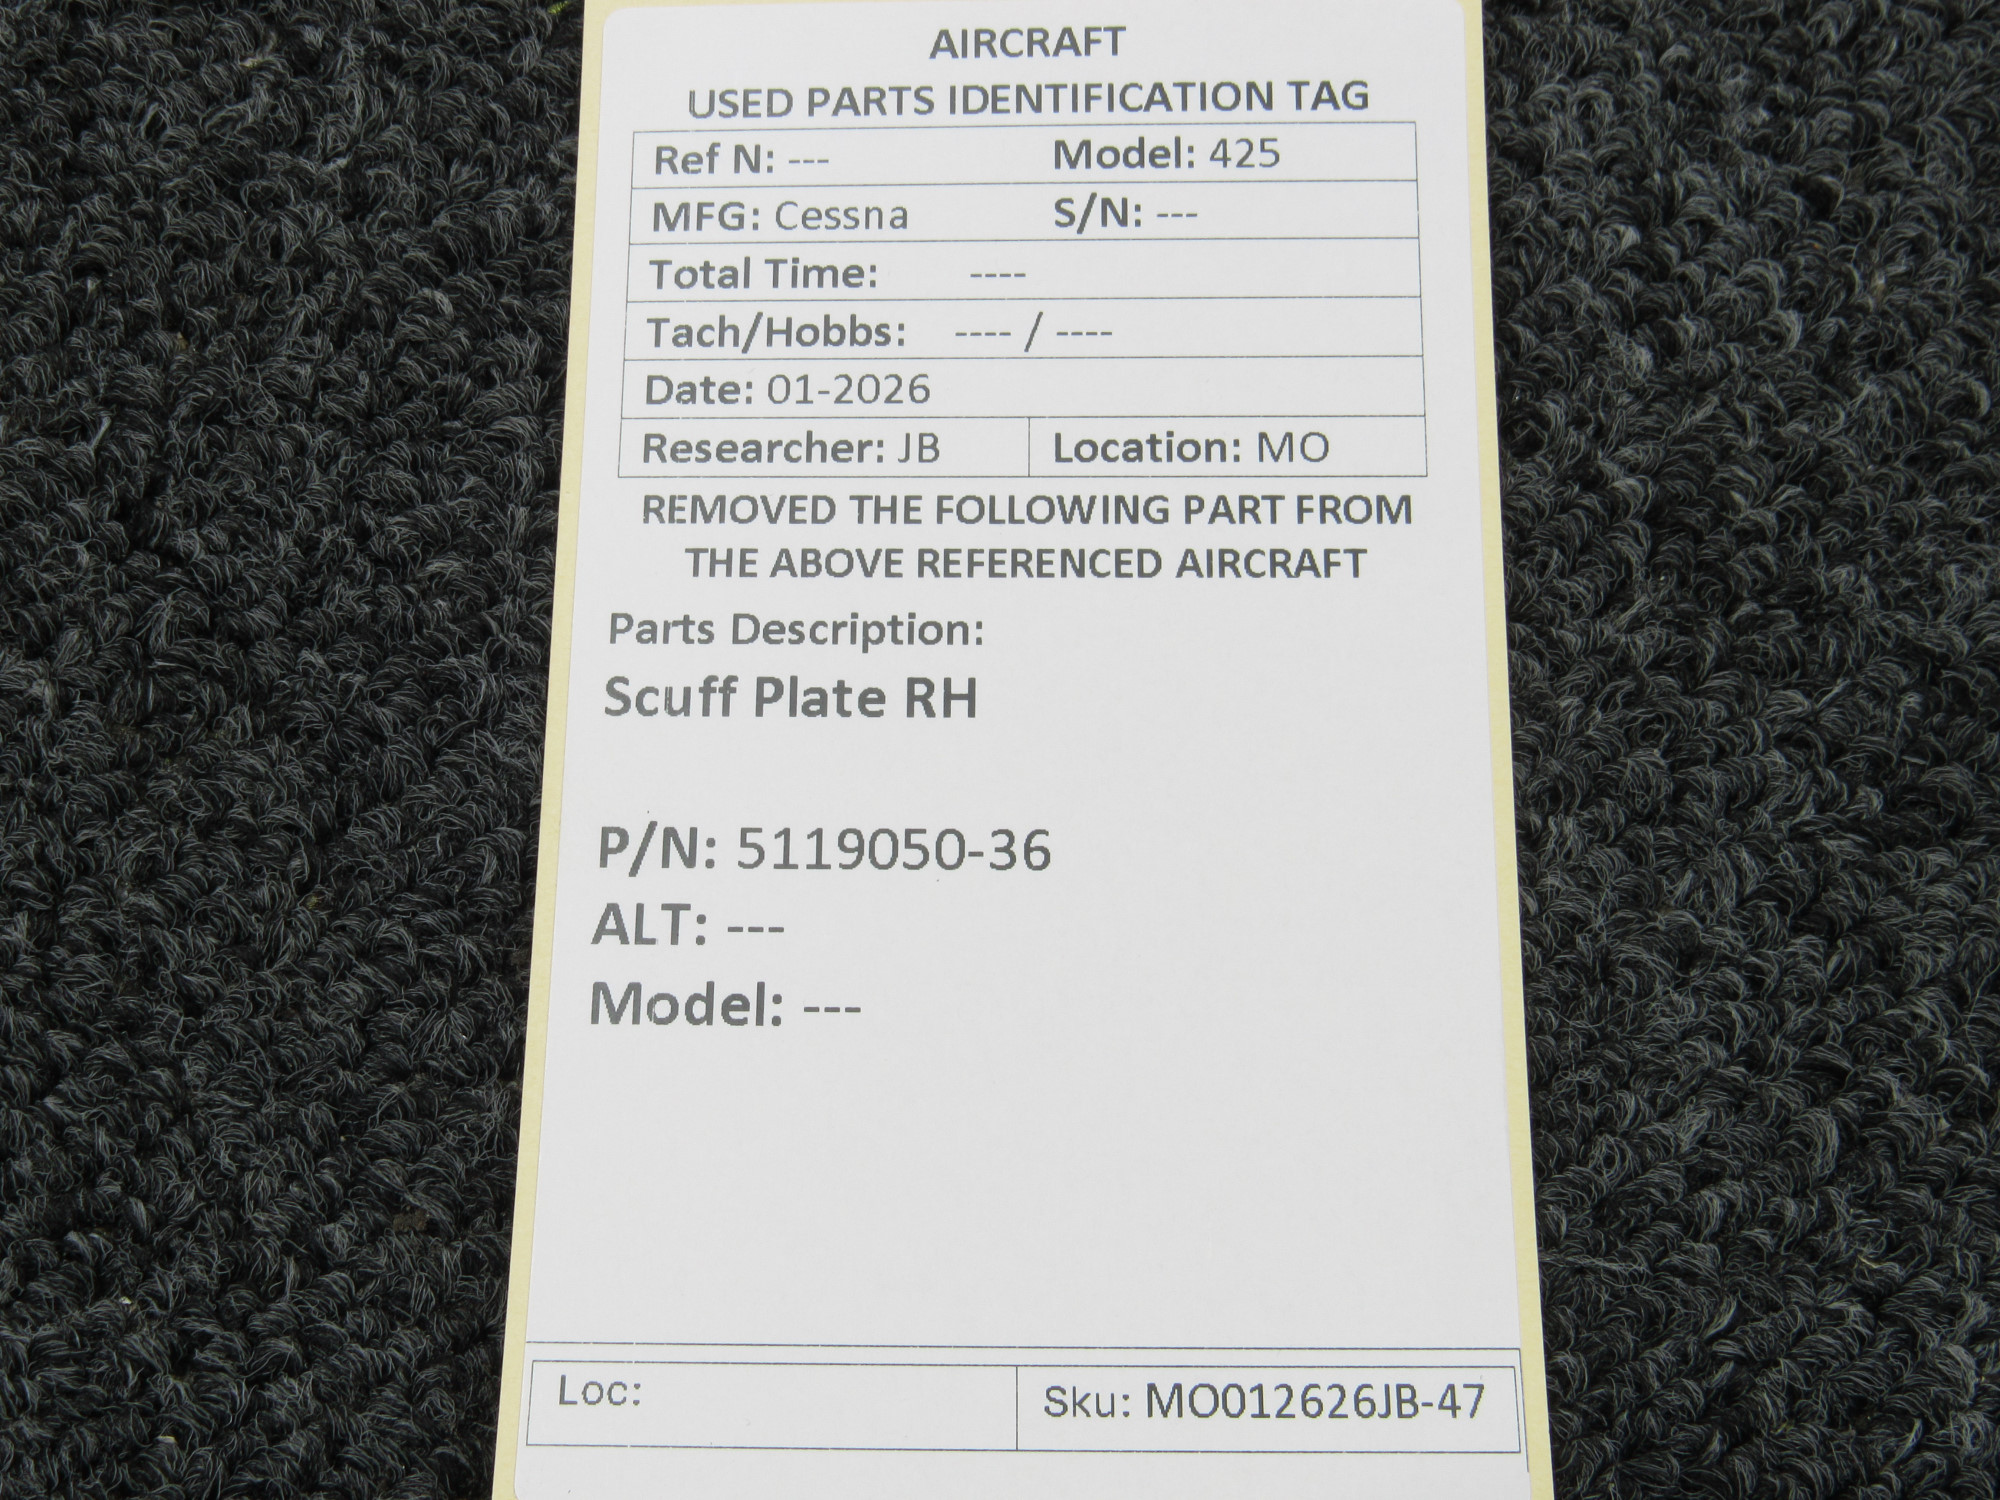 AIRCRAFT
USED PARTS IDENTIFICATION TAG
Ref N: --- Model: 425
MFG: Cessna S/N: ---
Total Time: ----
Tach/Hobbs: ---- / ----
Date: 01-2026
Researcher: JB Location: MO
REMOVED THE FOLLOWING PART FROM
THE ABOVE REFERENCED AIRCRAFT
Parts Description:
Scuff Plate RH
P/N: 5119050-36
ALT: ---
Model: ---
Loc: Sku: MO012626JB-47